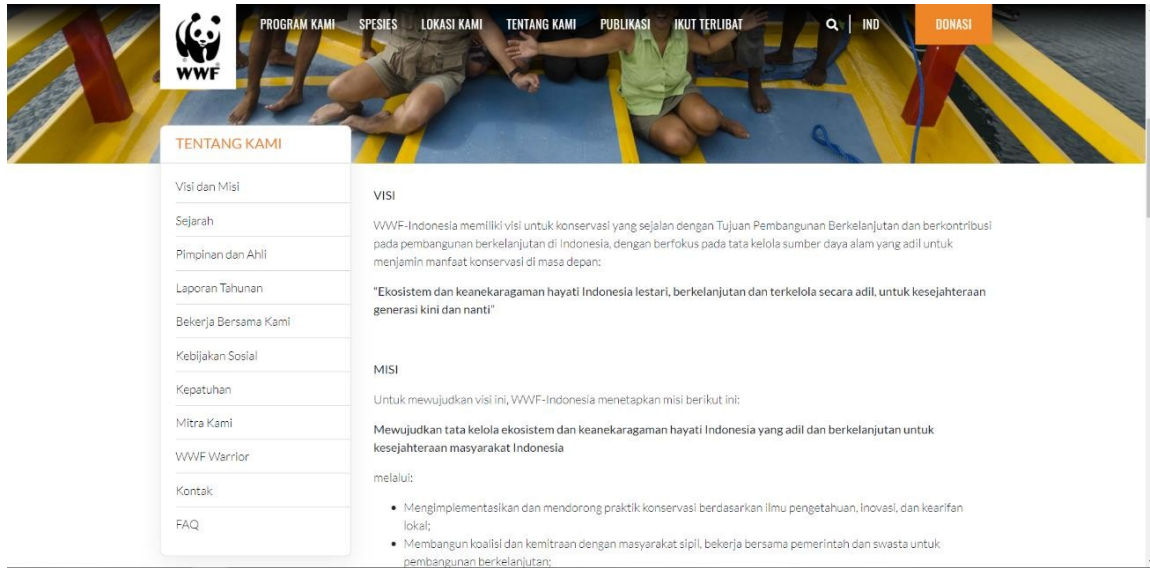 PROGRAM KAMI SPESIES LOKASI KAMI TENTANG KAMI PUBLIKASI IKUT TERLIBAT IND DONASI
WWF
TENTANG KAMI
Visi dan Misi
Sejarah
Pimpinan dan Ahli
Laporan Tahunan
Bekerja Bersama Kami
Kebijakan Sosial
Kepatuhan
Mitra Kami
WWF Warrior
Kontak
FAQ
VISI
WWF-Indonesia memiliki visi untuk konservasi yang sejalan dengan Tujuan Pembangunan Berkelanjutan dan berkontribusi
pada pembangunan berkelanjutan di Indonesia, dengan berfokus pada tata kelola sumber daya alam yang adil untuk
menjamin manfaat konservasi di masa depan:
"Ekosistem dan keanekaragaman hayati Indonesia lestari, berkelanjutan dan terkelola secara adil, untuk kesejahteraan
generasi kini dan nanti"
MISI
Untuk mewujudkan visi ini, WWF-Indonesia menetapkan misi berikut ini:
Mewujudkan tata kelola ekosistem dan keanekaragaman hayati Indonesia yang adil dan berkelanjutan untuk
kesejahteraan masyarakat Indonesia
melalui:
• Mengimplementasikan dan mendorong praktik konservasi berdasarkan ilmu pengetahuan, inovasi, dan kearifan
lokal;
• Membangun koalisi dan kemitraan dengan masyarakat sipil, bekerja bersama pemerintah dan swasta untuk
pembangunan berkelanjutan;